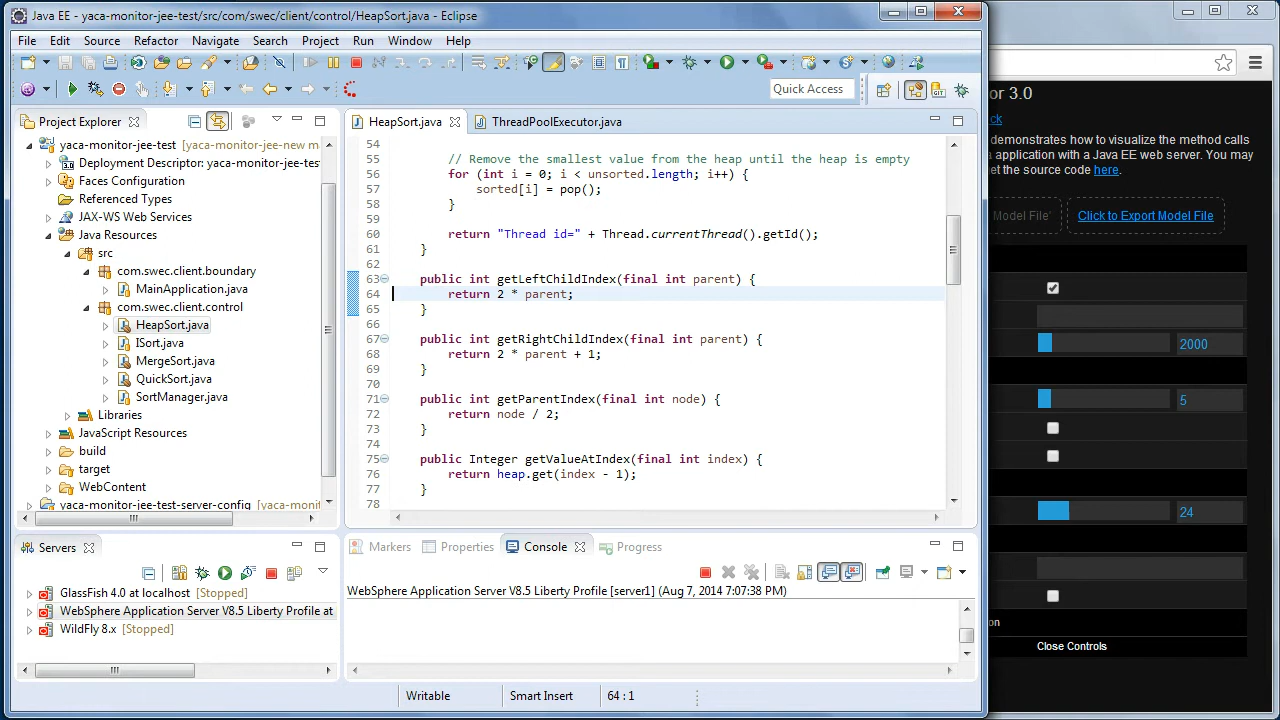 Java EE - yaca-monitor-jee-test/src/com/swec/client/control/HeapSort.java - Eclipse
File Edit Source Refactor Navigate Search Project Run Window Help
Quick Access
Project Explorer
yaca-monitor-jee-test [yaca-monitor-jee-new m
Deployment Descriptor: yaca-monitor-jee-test
Faces Configuration
Referenced Types
JAX-WS Web Services
Java Resources
src
com.swec.client.boundary
MainApplication.java
com.swec.client.control
HeapSort.java
ISort.java
MergeSort.java
QuickSort.java
SortManager.java
Libraries
JavaScript Resources
build
target
WebContent
yaca-monitor-jee-test-server-config [yaca-monit
HeapSort.java ThreadPoolExecutor.java
54
55 // Remove the smallest value from the heap until the heap is empty
56 for (int i = 0; i < unsorted.length; i++) {
57 sorted[i] = pop();
58 }
59
60 return "Thread id=" + Thread.currentThread().getId();
61 }
62
63 public int getLeftChildIndex(final int parent) {
64 return 2 * parent;
65 }
66
67 public int getRightChildIndex(final int parent) {
68 return 2 * parent + 1;
69 }
70
71 public int getParentIndex(final int node) {
72 return node / 2;
73 }
74
75 public Integer getValueAtIndex(final int index) {
76 return heap.get(index - 1);
77 }
78
Servers
GlassFish 4.0 at localhost [Stopped]
WebSphere Application Server V8.5 Liberty Profile at
WildFly 8.x [Stopped]
Markers Properties Console Progress
WebSphere Application Server V8.5 Liberty Profile [server1] (Aug 7, 2014 7:07:38 PM)
Writable Smart Insert 64 : 1
or 3.0
ck
demonstrates how to visualize the method calls
a application with a Java EE web server. You may
et the source code here.
Model File' Click to Export Model File
2000
5
24
on
Close Controls